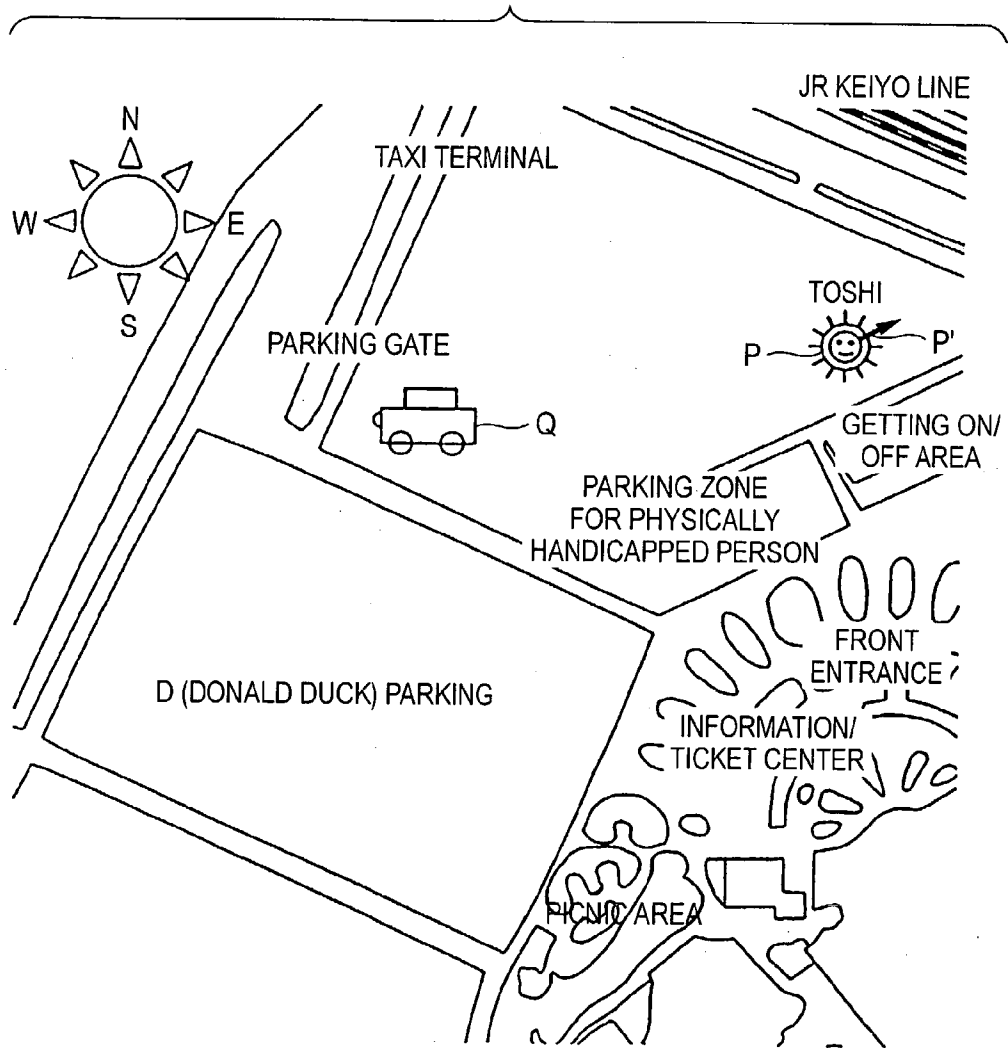 JR KEIYO LINE
N
TAXI TERMINAL
W
E
S
TOSHI
PARKING GATE
P
P'
Q
GETTING ON/
OFF AREA
PARKING ZONE
FOR PHYSICALLY
HANDICAPPED PERSON
FRONT
ENTRANCE
D (DONALD DUCK) PARKING
INFORMATION/
TICKET CENTER
PICNIC AREA